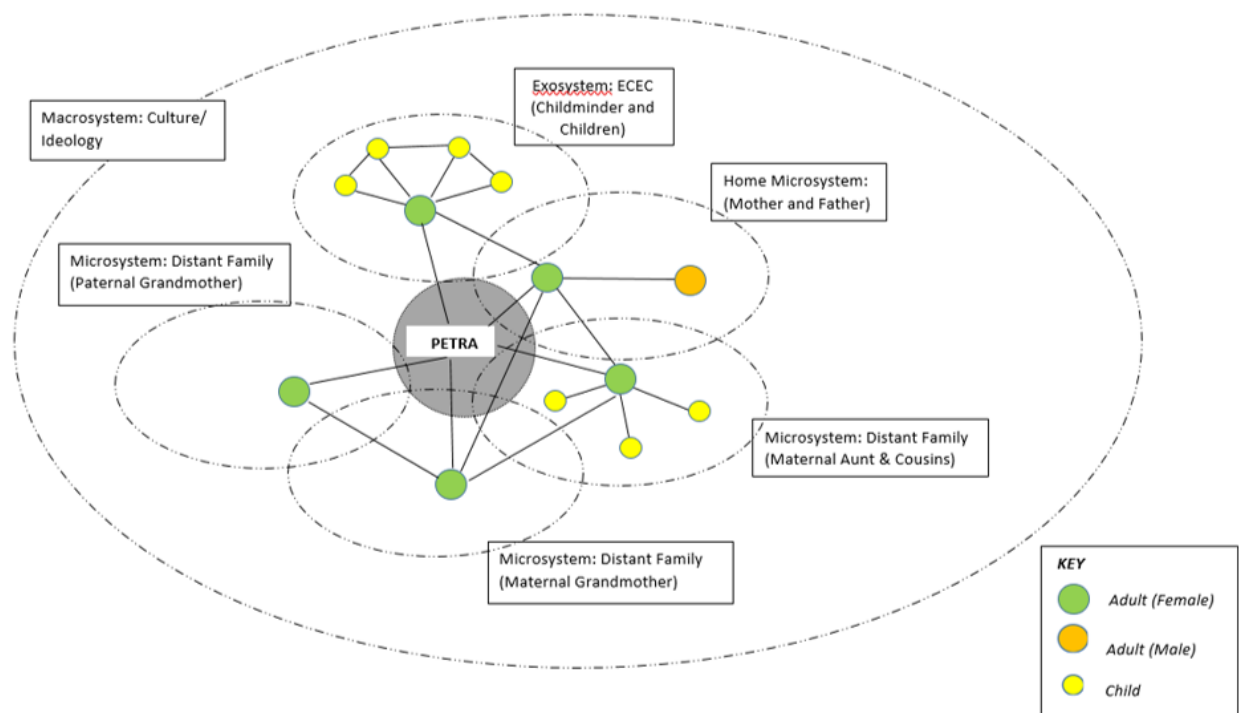 Exosystem: ECEC
(Childminder and
Children)
Macrosystem: Culture/
Ideology
Home Microsystem:
(Mother and Father)
Microsystem: Distant Family
(Paternal Grandmother)
PETRA
Microsystem: Distant Family
(Maternal Aunt & Cousins)
Microsystem: Distant Family
(Maternal Grandmother)
KEY
Adult (Female)
Adult (Male)
Child